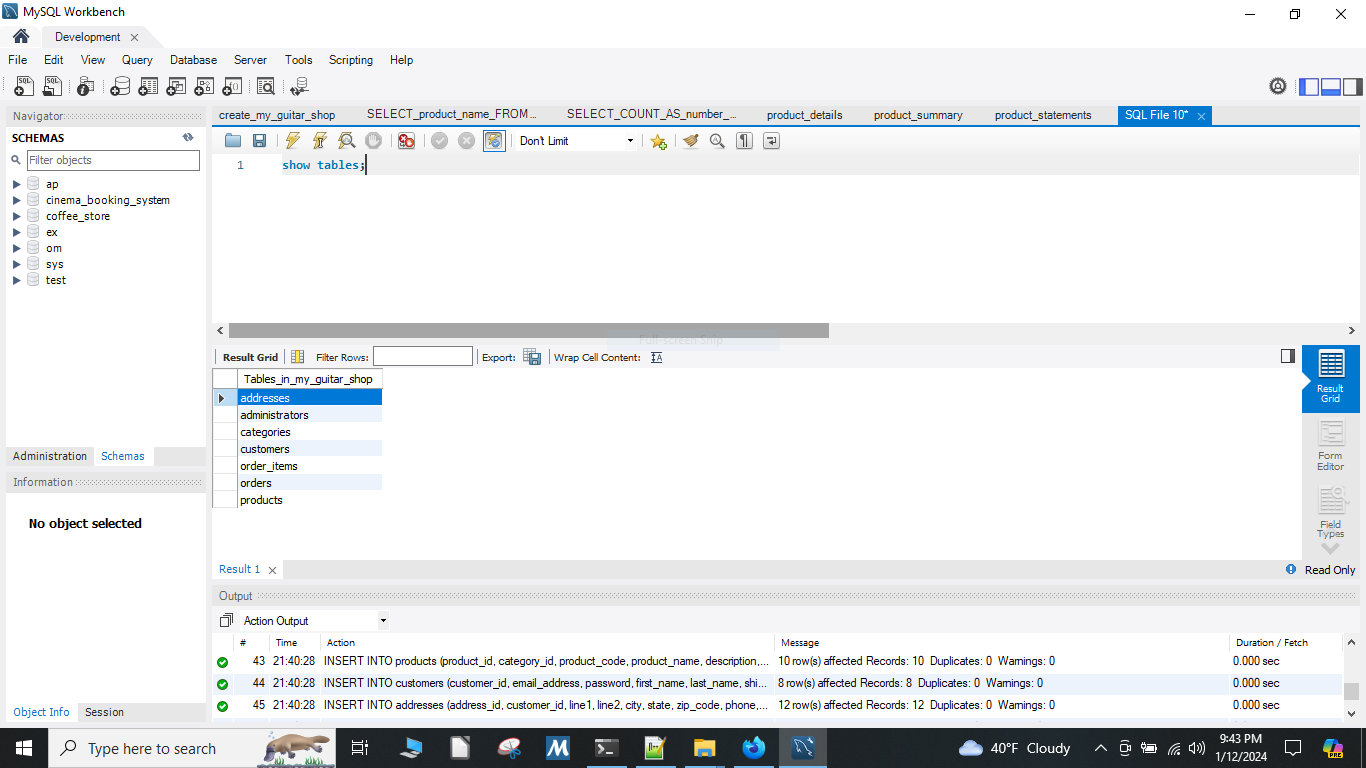 MySQL Workbench
Development
File Edit View Query Database Server Tools Scripting Help
Navigator
SCHEMAS
Filter objects
ap
cinema_booking_system
coffee_store
ex
om
sys
test
Administration Schemas
Information
No object selected
Object Info Session
create_my_guitar_shop SELECT_product_name_FROM... SELECT_COUNT_AS_number_... product_details product_summary product_statements SQL File 10*
Don't Limit
1 show tables;
Full-screen Snip
Result Grid Filter Rows: Export: Wrap Cell Content:
Tables_in_my_guitar_shop
addresses
administrators
categories
customers
order_items
orders
products
Result
Grid
Form
Editor
Field
Types
Result 1 Read Only
Output
Action Output
# Time Action Message Duration / Fetch
43 21:40:28 INSERT INTO products (product_id, category_id, product_code, product_name, description,... 10 row(s) affected Records: 10 Duplicates: 0 Warnings: 0 0.000 sec
44 21:40:28 INSERT INTO customers (customer_id, email_address, password, first_name, last_name, shi... 8 row(s) affected Records: 8 Duplicates: 0 Warnings: 0 0.000 sec
45 21:40:28 INSERT INTO addresses (address_id, customer_id, line1, line2, city, state, zip_code, phone,... 12 row(s) affected Records: 12 Duplicates: 0 Warnings: 0 0.000 sec
Type here to search 40°F Cloudy 9:43 PM
1/12/2024